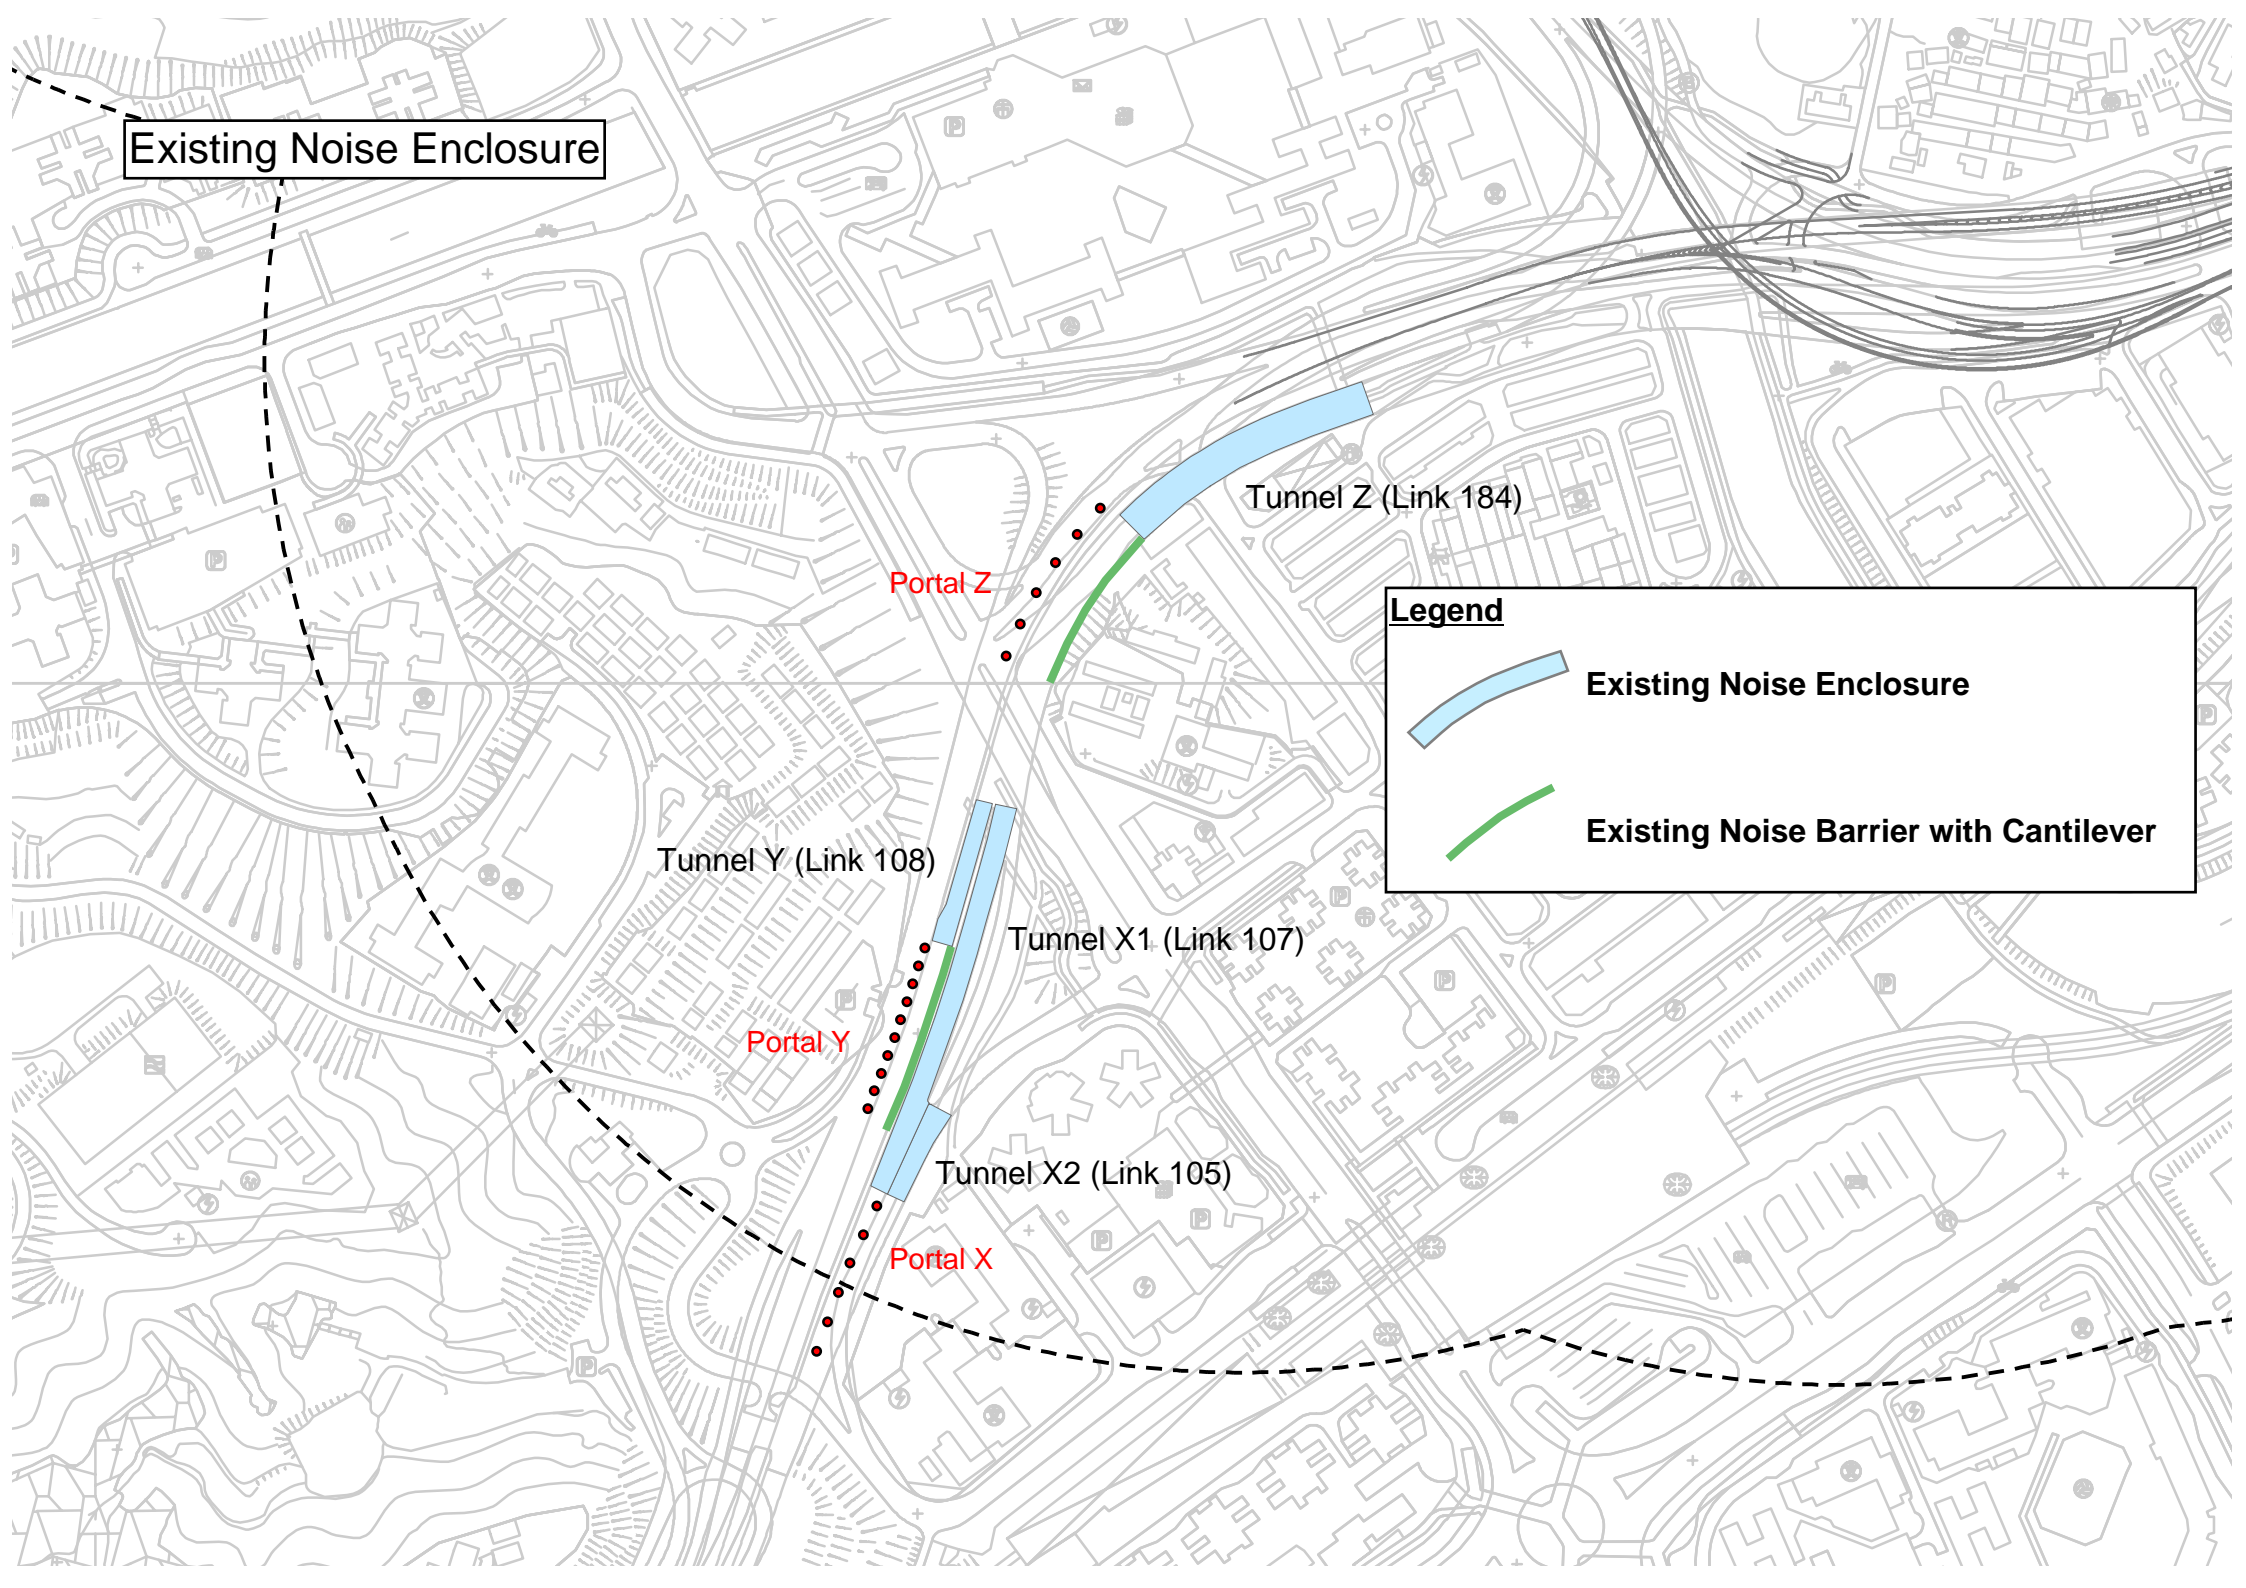 Existing Noise Enclosure
Tunnel Z (Link 184)
Portal Z
Legend
Existing Noise Enclosure
Existing Noise Barrier with Cantilever
Tunnel Y (Link 108)
Tunnel X1 (Link 107)
Portal Y
Tunnel X2 (Link 105)
Portal X
P
P
P
P
P
P
P
P
P
P
R